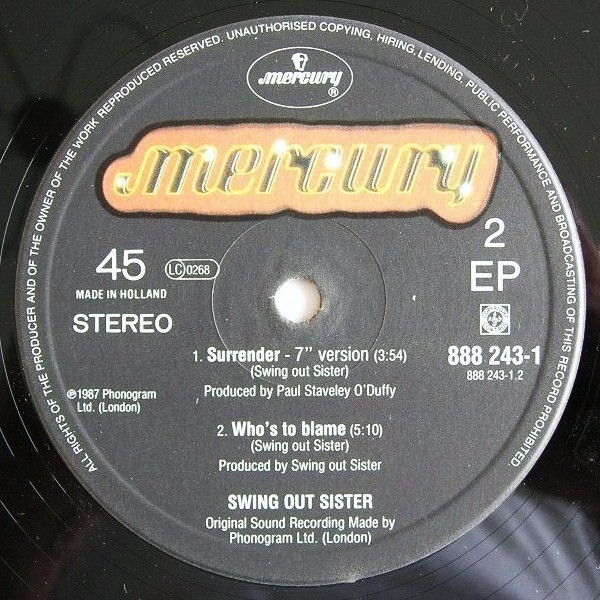 ALL RIGHTS OF THE PRODUCER AND OF THE OWNER OF THE WORK REPRODUCED RESERVED. UNAUTHORISED COPYING, HIRING, LENDING, PUBLIC PERFORMANCE AND BROADCASTING OF THIS RECORD PROHIBITED.
mercury
®
mercury
45
LC 0268
2
EP
MADE IN HOLLAND
STEREO
1. Surrender - 7” version (3:54)
888 243-1
(Swing out Sister)
888 243-1.2
Produced by Paul Staveley O'Duffy
℗1987 Phonogram
Ltd. (London)
2. Who's to blame (5:10)
(Swing out Sister)
Produced by Swing out Sister
SWING OUT SISTER
Original Sound Recording Made by
Phonogram Ltd. (London)